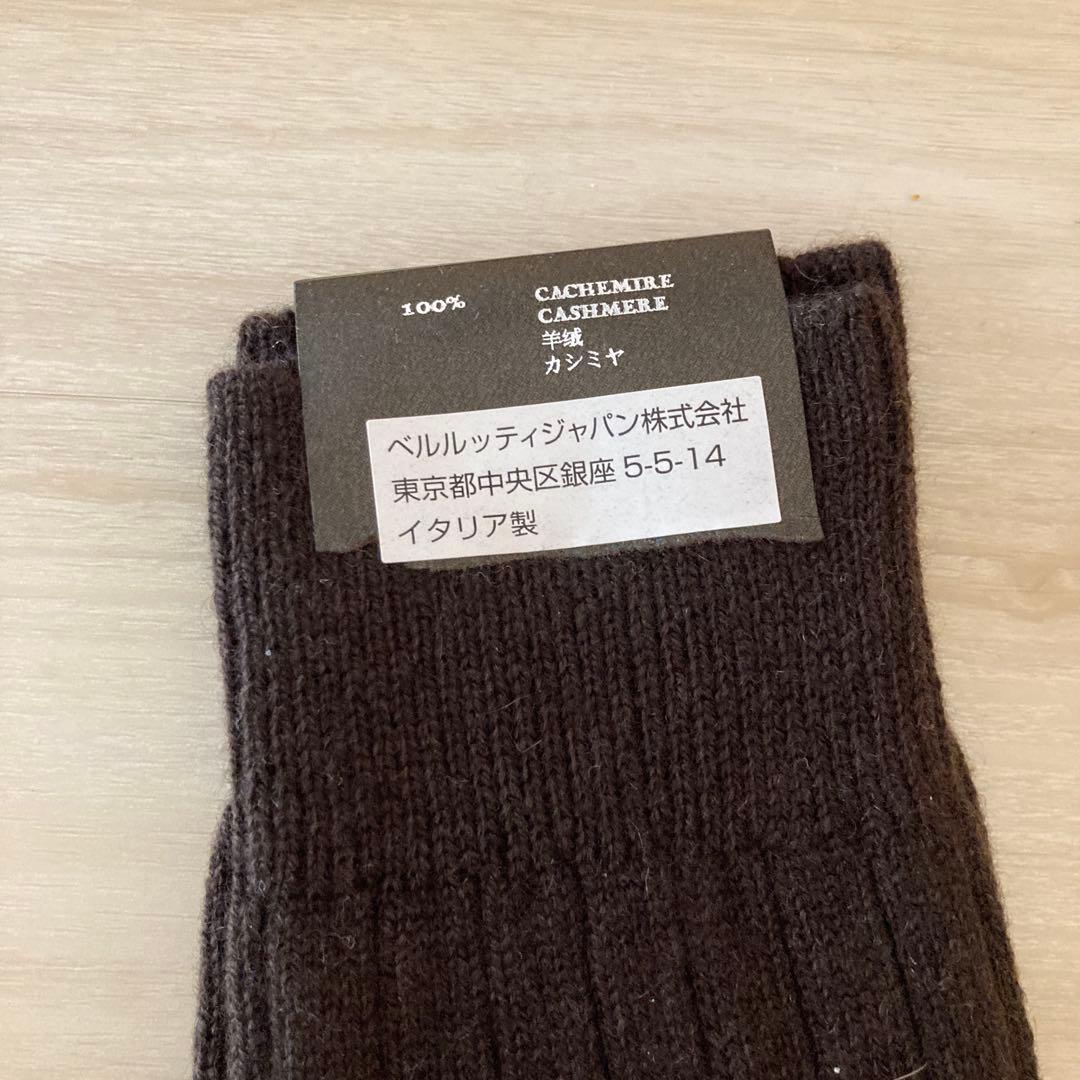 100%
CACHEMIRE
CASHMERE
羊绒
カシミヤ
ベルルッティジャパン株式会社
東京都中央区銀座 5-5-14
イタリア製